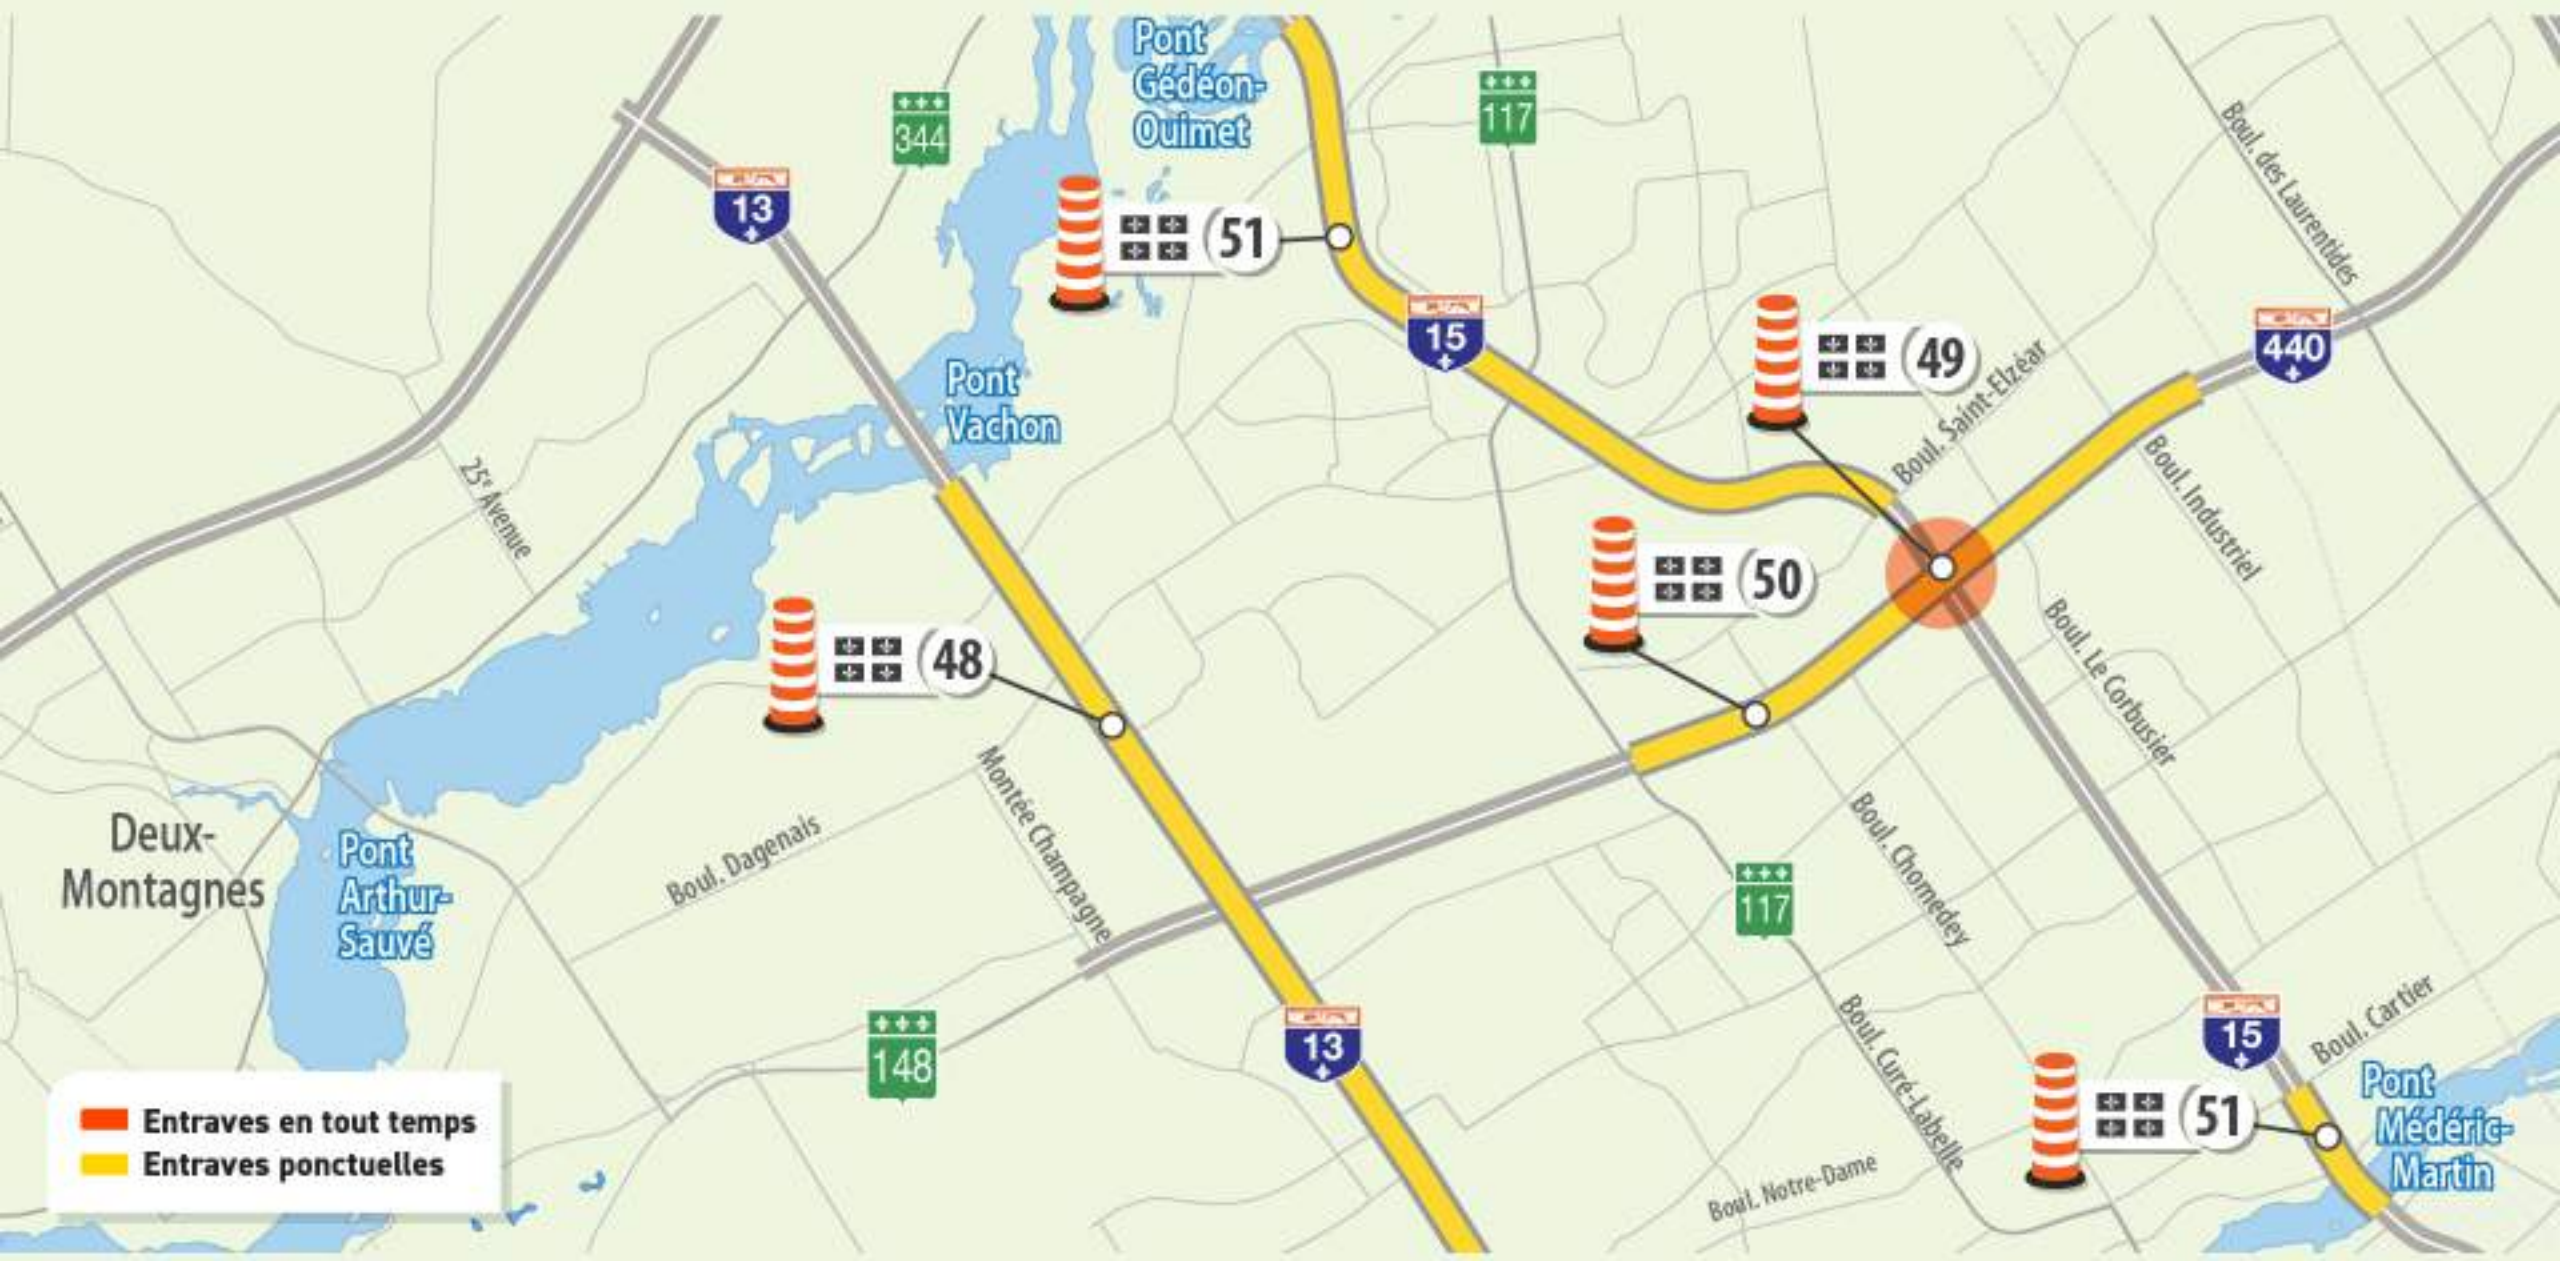 Pont
Gédéon-
Ouimet
344
117
13
51
15
49
440
Boul. des Laurentides
Boul. Saint-Elzéar
Pont
Vachon
25e Avenue
Boul. Industriel
50
48
Boul. Le Corbusier
Montée Champagne
Boul. Dagenais
Deux-
Montagnes
Pont
Arthur-
Sauvé
Boul. Chomedey
117
148
13
15
Boul. Curé-Labelle
Boul. Cartier
Pont
Médéric-
Martin
51
Boul. Notre-Dame
Entraves en tout temps
Entraves ponctuelles